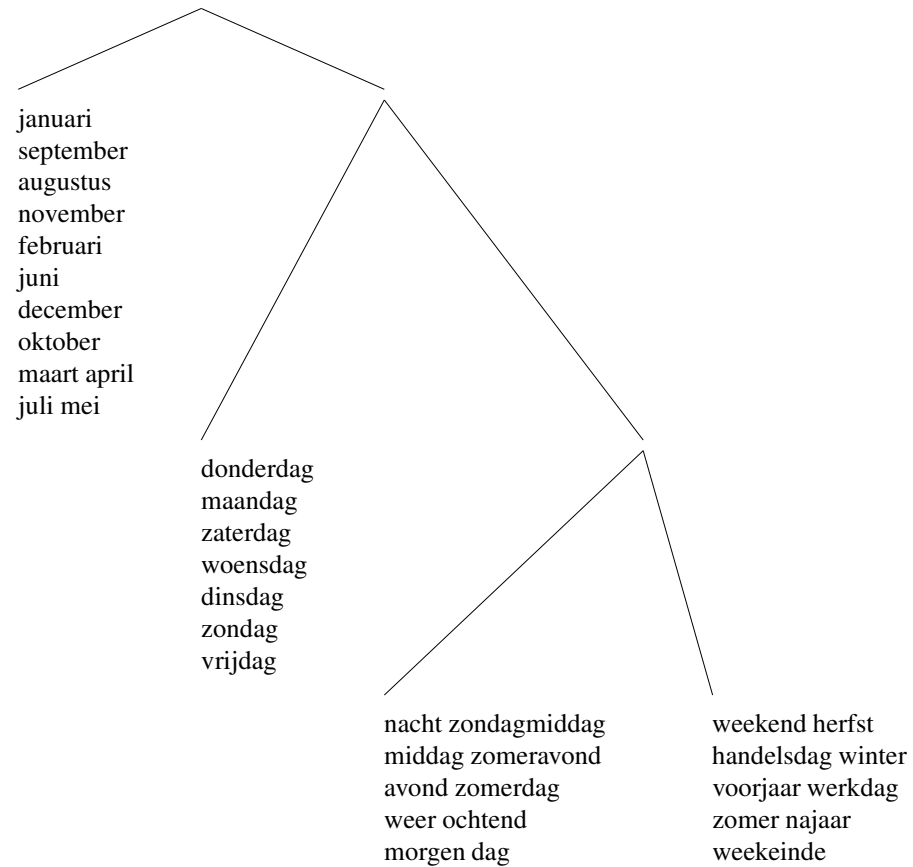 januari
september
augustus
november
februari
juni
december
oktober
maart april
juli mei
donderdag
maandag
zaterdag
woensdag
dinsdag
zondag
vrijdag
nacht zondagmiddag
middag zomeravond
avond zomerdag
weer ochtend
morgen dag
weekend herfst
handelsdag winter
voorjaar werkdag
zomer najaar
weekeinde